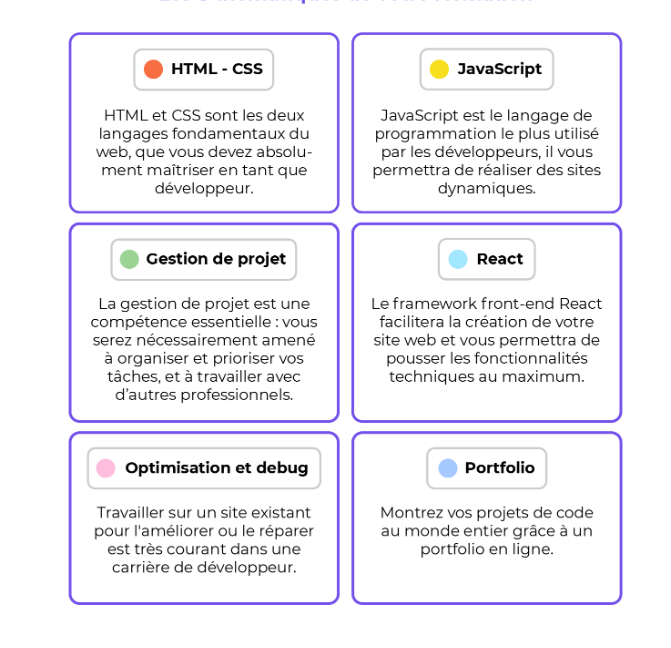 HTML - CSS
HTML et CSS sont les deux
langages fondamentaux du
web, que vous devez absolu-
ment maîtriser en tant que
développeur.
JavaScript
JavaScript est le langage de
programmation le plus utilisé
par les développeurs, il vous
permettra de réaliser des sites
dynamiques.
Gestion de projet
La gestion de projet est une
compétence essentielle : vous
serez nécessairement amené
à organiser et prioriser vos
tâches, et à travailler avec
d’autres professionnels.
React
Le framework front-end React
facilitera la création de votre
site web et vous permettra de
pousser les fonctionnalités
techniques au maximum.
Optimisation et debug
Travailler sur un site existant
pour l'améliorer ou le réparer
est très courant dans une
carrière de développeur.
Portfolio
Montrez vos projets de code
au monde entier grâce à un
portfolio en ligne.